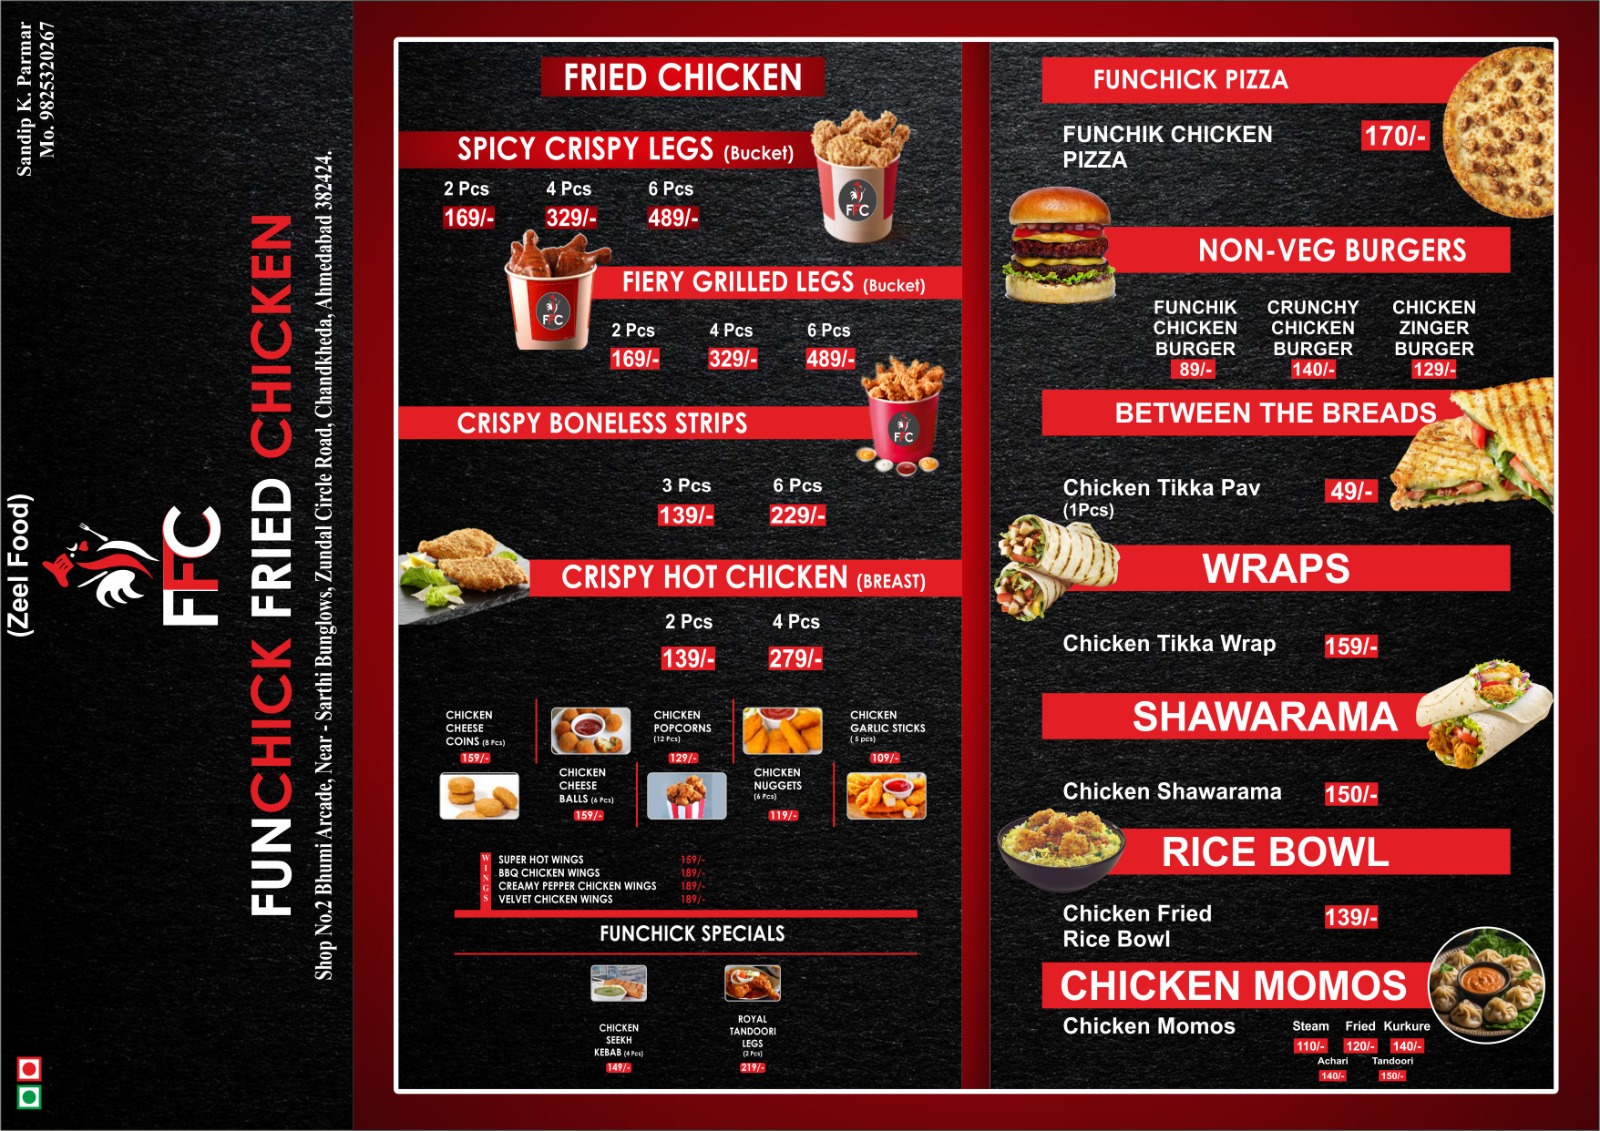 Sandip K. Parmar
Mo. 9825320267
(Zeel Food)
FFC
FUNCHICK FRIED CHICKEN
Shop No.2 Bhumi Arcade, Near - Sarthi Bunglows, Zundal Circle Road, Chandkheda, Ahmedabad 382424.
FRIED CHICKEN
SPICY CRISPY LEGS (Bucket)
2 Pcs 4 Pcs 6 Pcs
169/- 329/- 489/-
FFC
FIERY GRILLED LEGS (Bucket)
FFC
2 Pcs 4 Pcs 6 Pcs
169/- 329/- 489/-
CRISPY BONELESS STRIPS
FFC
3 Pcs 6 Pcs
139/- 229/-
CRISPY HOT CHICKEN (BREAST)
2 Pcs 4 Pcs
139/- 279/-
CHICKEN
CHEESE
COINS (8 Pcs)
159/-
CHICKEN
POPCORNS
(12 Pcs)
129/-
CHICKEN
GARLIC STICKS
( 5 pcs)
109/-
CHICKEN
CHEESE
BALLS (6 Pcs)
159/-
CHICKEN
NUGGETS
(6 Pcs)
119/-
WINGS
SUPER HOT WINGS 159/-
BBQ CHICKEN WINGS 189/-
CREAMY PEPPER CHICKEN WINGS 189/-
VELVET CHICKEN WINGS 189/-
FUNCHICK SPECIALS
CHICKEN
SEEKH
KEBAB (4 Pcs)
149/-
ROYAL
TANDOORI
LEGS
(2 Pcs)
219/-
FUNCHICK PIZZA
FUNCHIK CHICKEN
PIZZA
170/-
NON-VEG BURGERS
FUNCHIK
CHICKEN
BURGER
89/-
CRUNCHY
CHICKEN
BURGER
140/-
CHICKEN
ZINGER
BURGER
129/-
BETWEEN THE BREADS
Chicken Tikka Pav 49/-
(1Pcs)
WRAPS
Chicken Tikka Wrap 159/-
SHAWARAMA
Chicken Shawarama 150/-
RICE BOWL
Chicken Fried
Rice Bowl
139/-
CHICKEN MOMOS
Chicken Momos
Steam Fried Kurkure
110/- 120/- 140/-
Achari Tandoori
140/- 150/-